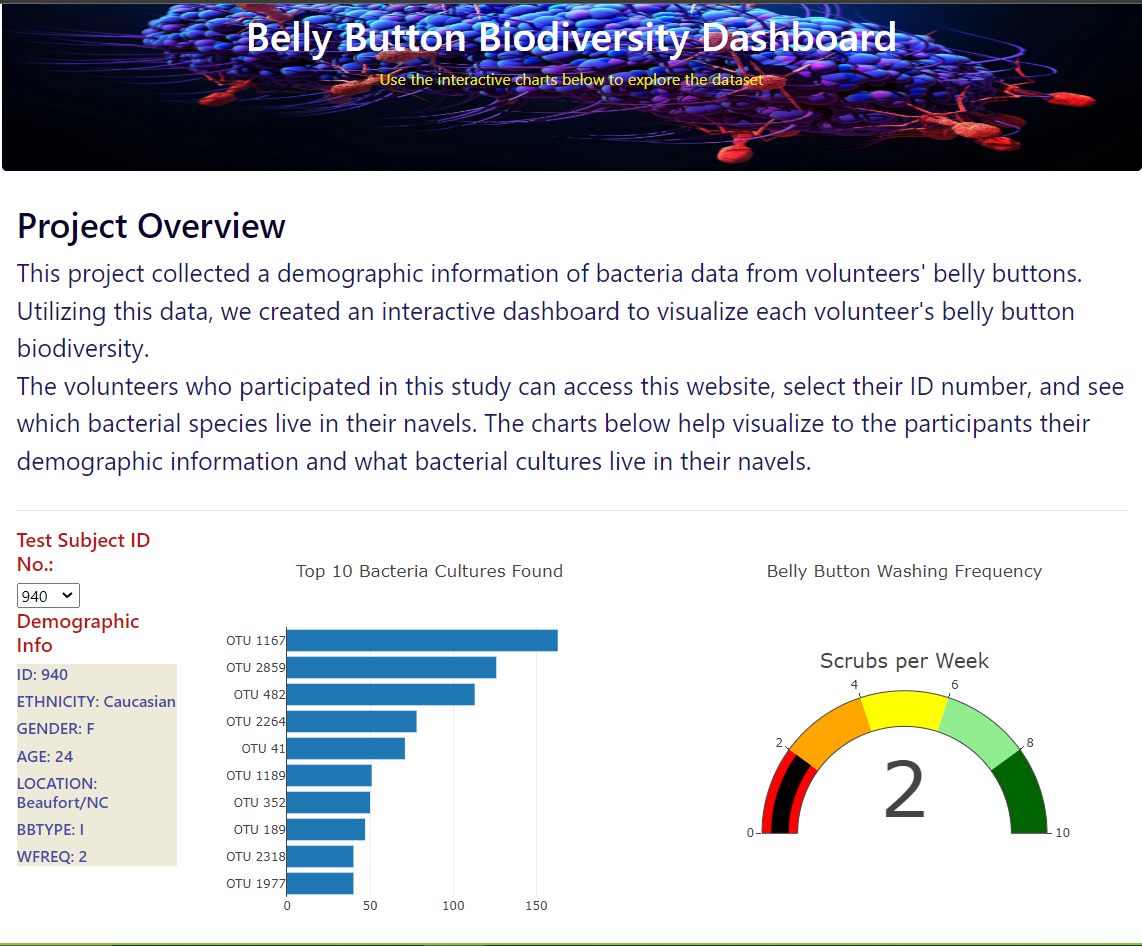 Belly Button Biodiversity Dashboard
Use the interactive charts below to explore the dataset
Project Overview
This project collected a demographic information of bacteria data from volunteers' belly buttons.
Utilizing this data, we created an interactive dashboard to visualize each volunteer's belly button
biodiversity.
The volunteers who participated in this study can access this website, select their ID number, and see
which bacterial species live in their navels. The charts below help visualize to the participants their
demographic information and what bacterial cultures live in their navels.
Test Subject ID
No.:
940
Demographic
Info
ID: 940
ETHNICITY: Caucasian
GENDER: F
AGE: 24
LOCATION:
Beaufort/NC
BBTYPE: I
WFREQ: 2
Top 10 Bacteria Cultures Found
OTU 1167
OTU 2859
OTU 482
OTU 2264
OTU 41
OTU 1189
OTU 352
OTU 189
OTU 2318
OTU 1977
0 50 100 150
Belly Button Washing Frequency
Scrubs per Week
4 6
2 8
2
0 10